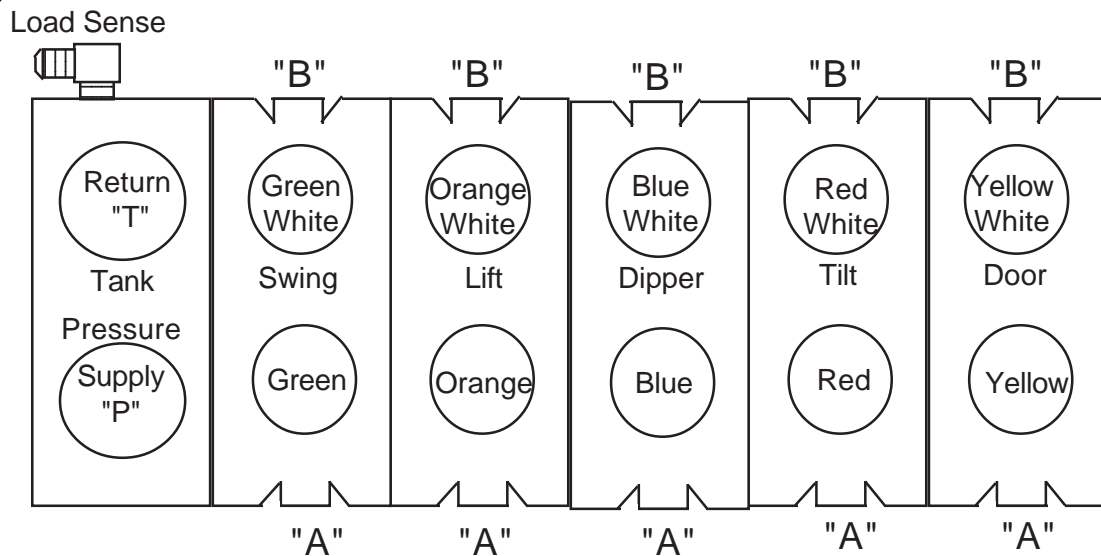 Load Sense
"B" "B" "B" "B" "B"
Return
"T"
Green
White
Orange
White
Blue
White
Red
White
Yellow
White
Tank
Swing
Lift
Dipper
Tilt
Door
Pressure
Supply
"P"
Green
Orange
Blue
Red
Yellow
"A" "A" "A" "A" "A"